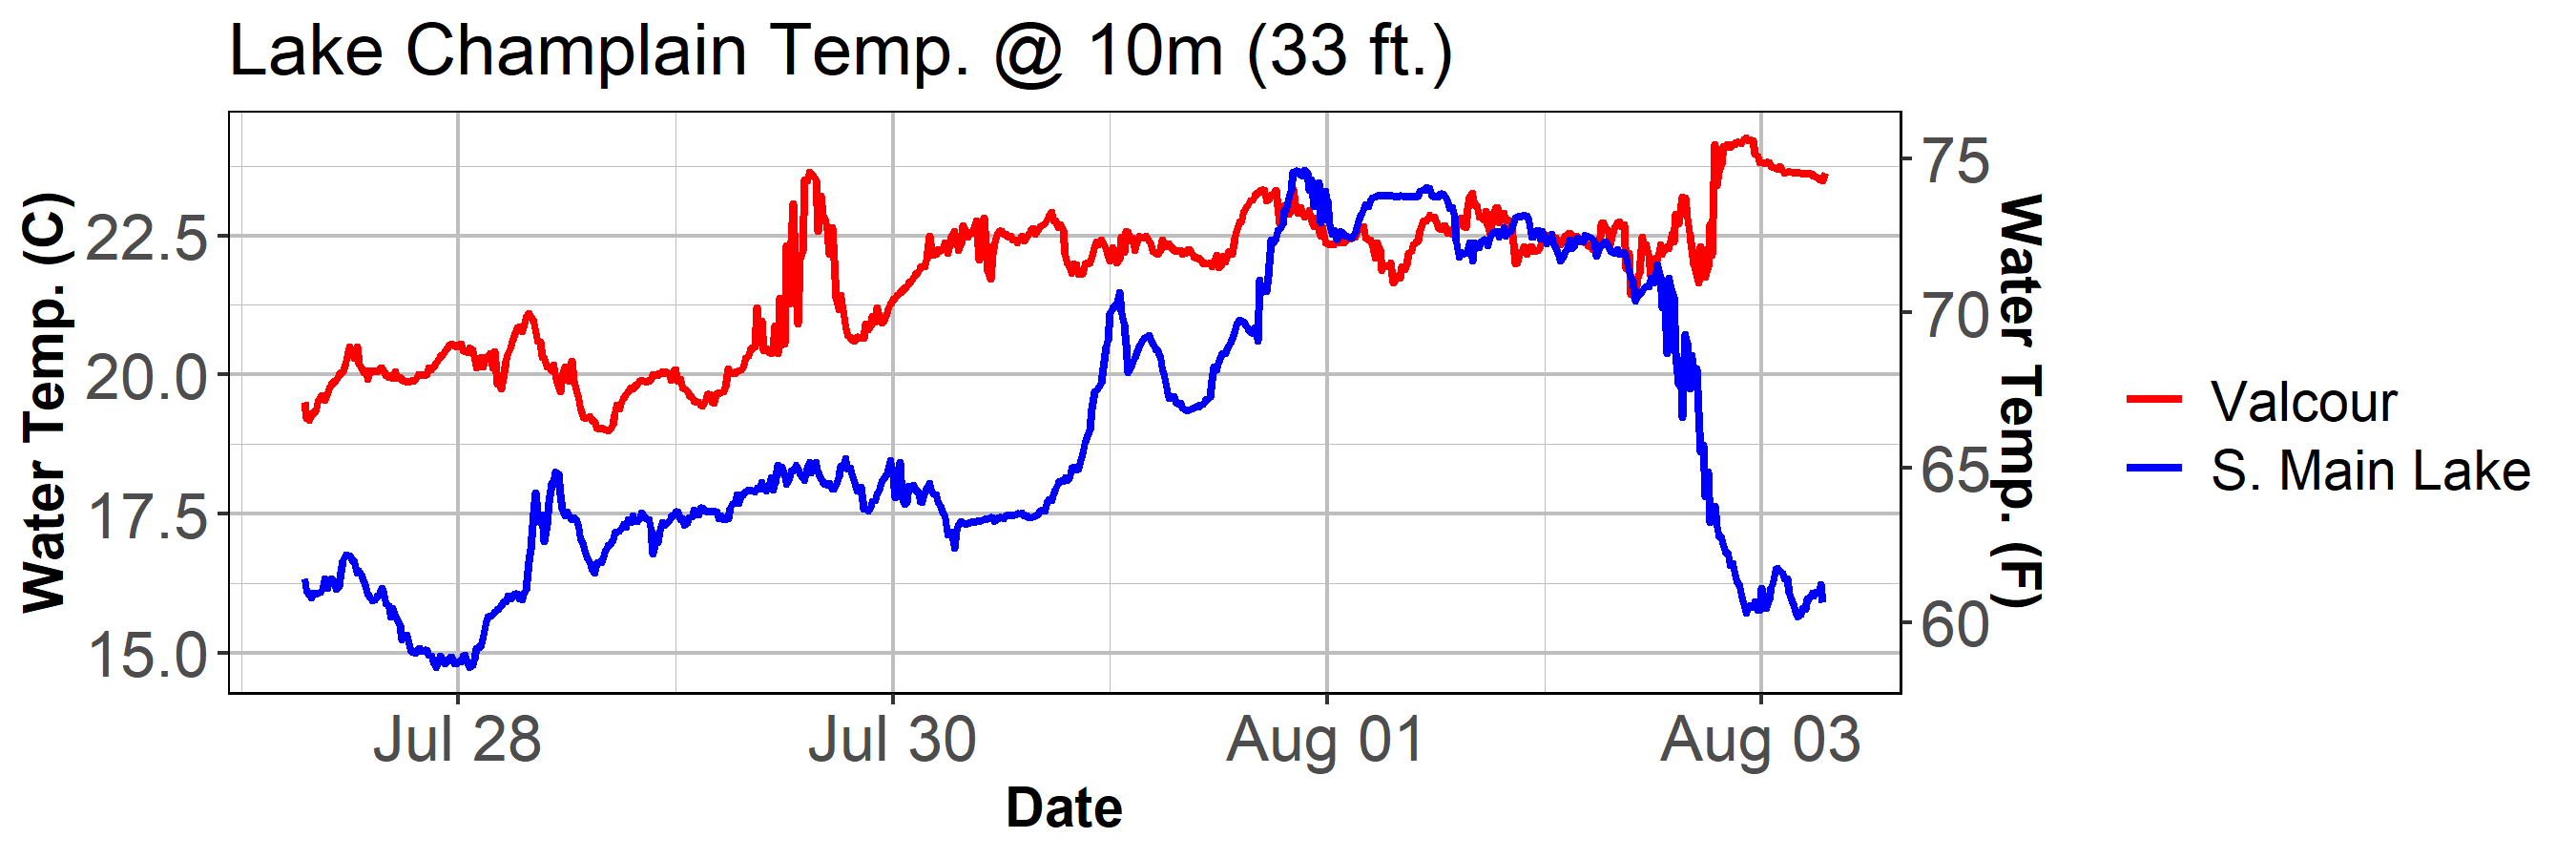 Lake Champlain Temp. @ 10m (33 ft.)
Water Temp. (C)
22.5
20.0
17.5
15.0
75
70
65
60
Water Temp. (F)
Jul 28
Jul 30
Aug 01
Aug 03
Date
Valcour
S. Main Lake